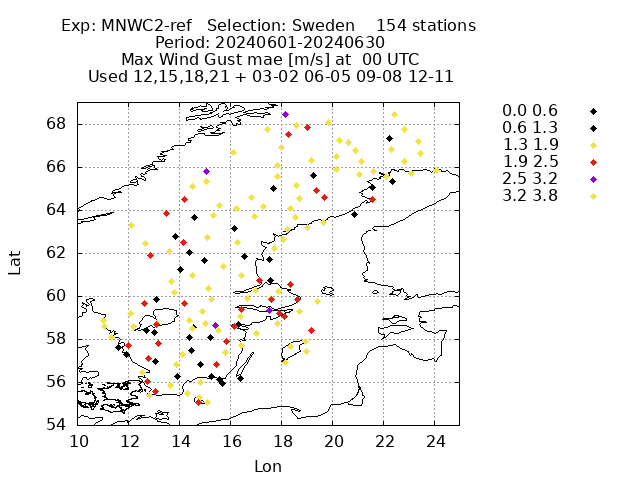 Exp: MNWC2-ref Selection: Sweden 154 stations
Period: 20240601-20240630
Max Wind Gust mae [m/s] at 00 UTC
Used 12,15,18,21 + 03-02 06-05 09-08 12-11
0.0 0.6
0.6 1.3
1.3 1.9
1.9 2.5
2.5 3.2
3.2 3.8
68
66
64
62
60
58
56
54
Lat
10 12 14 16 18 20 22 24
Lon